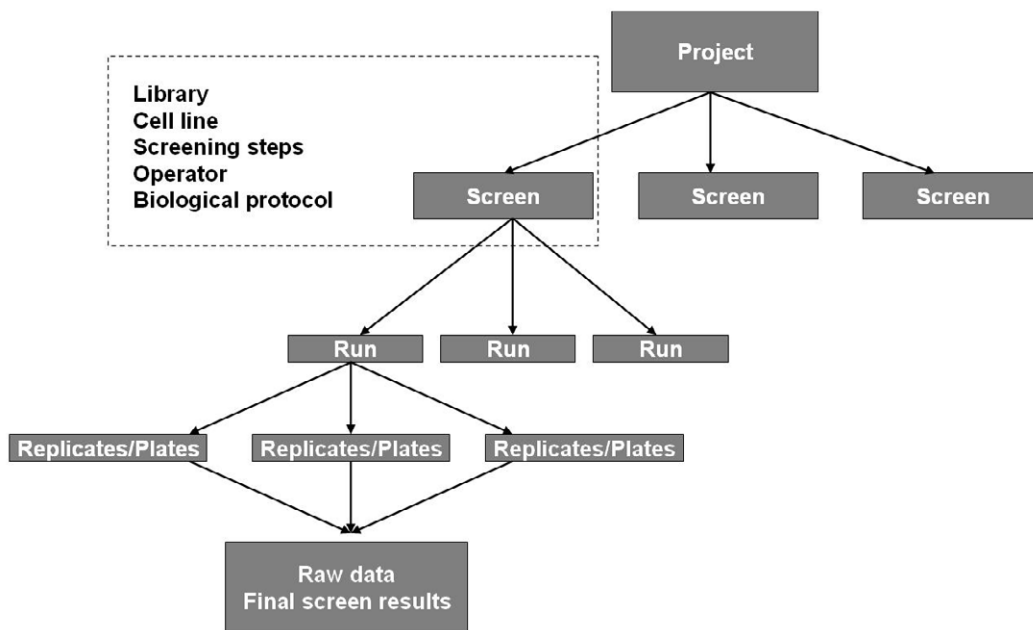 Project
Library
Cell line
Screening steps
Operator
Biological protocol
Screen
Screen
Screen
Run
Run
Run
Replicates/Plates
Replicates/Plates
Replicates/Plates
Raw data
Final screen results